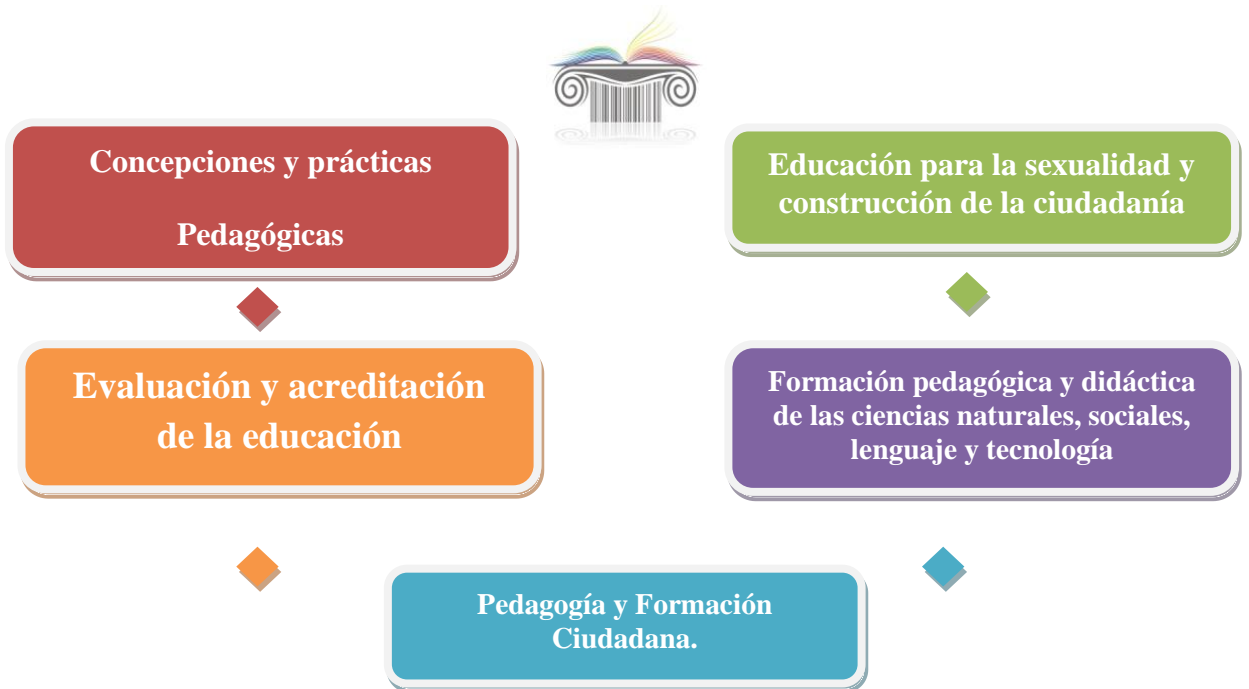 Concepciones y prácticas
Pedagógicas
Educación para la sexualidad y
construcción de la ciudadanía
Evaluación y acreditación
de la educación
Formación pedagógica y didáctica
de las ciencias naturales, sociales,
lenguaje y tecnología
Pedagogía y Formación
Ciudadana.